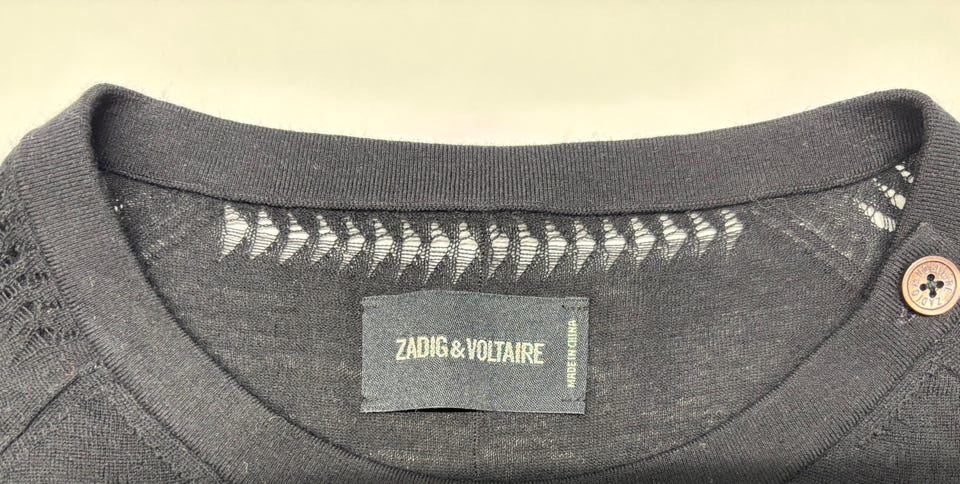 ZADIG & VOLTAIRE
MADE IN CHINA